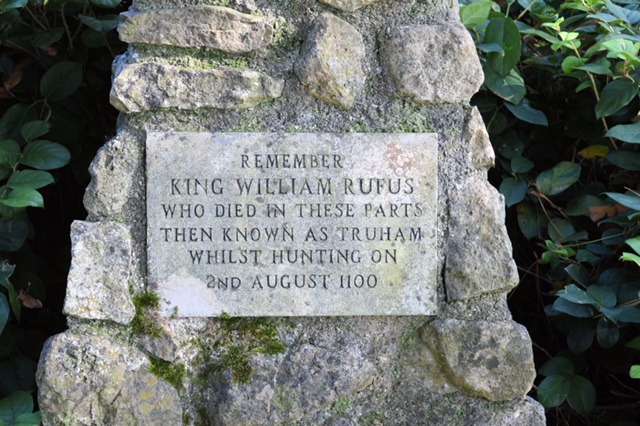 REMEMBER
KING WILLIAM RUFUS
WHO DIED IN THESE PARTS
THEN KNOWN AS TRUHAM
WHILST HUNTING ON
2ND AUGUST 1100